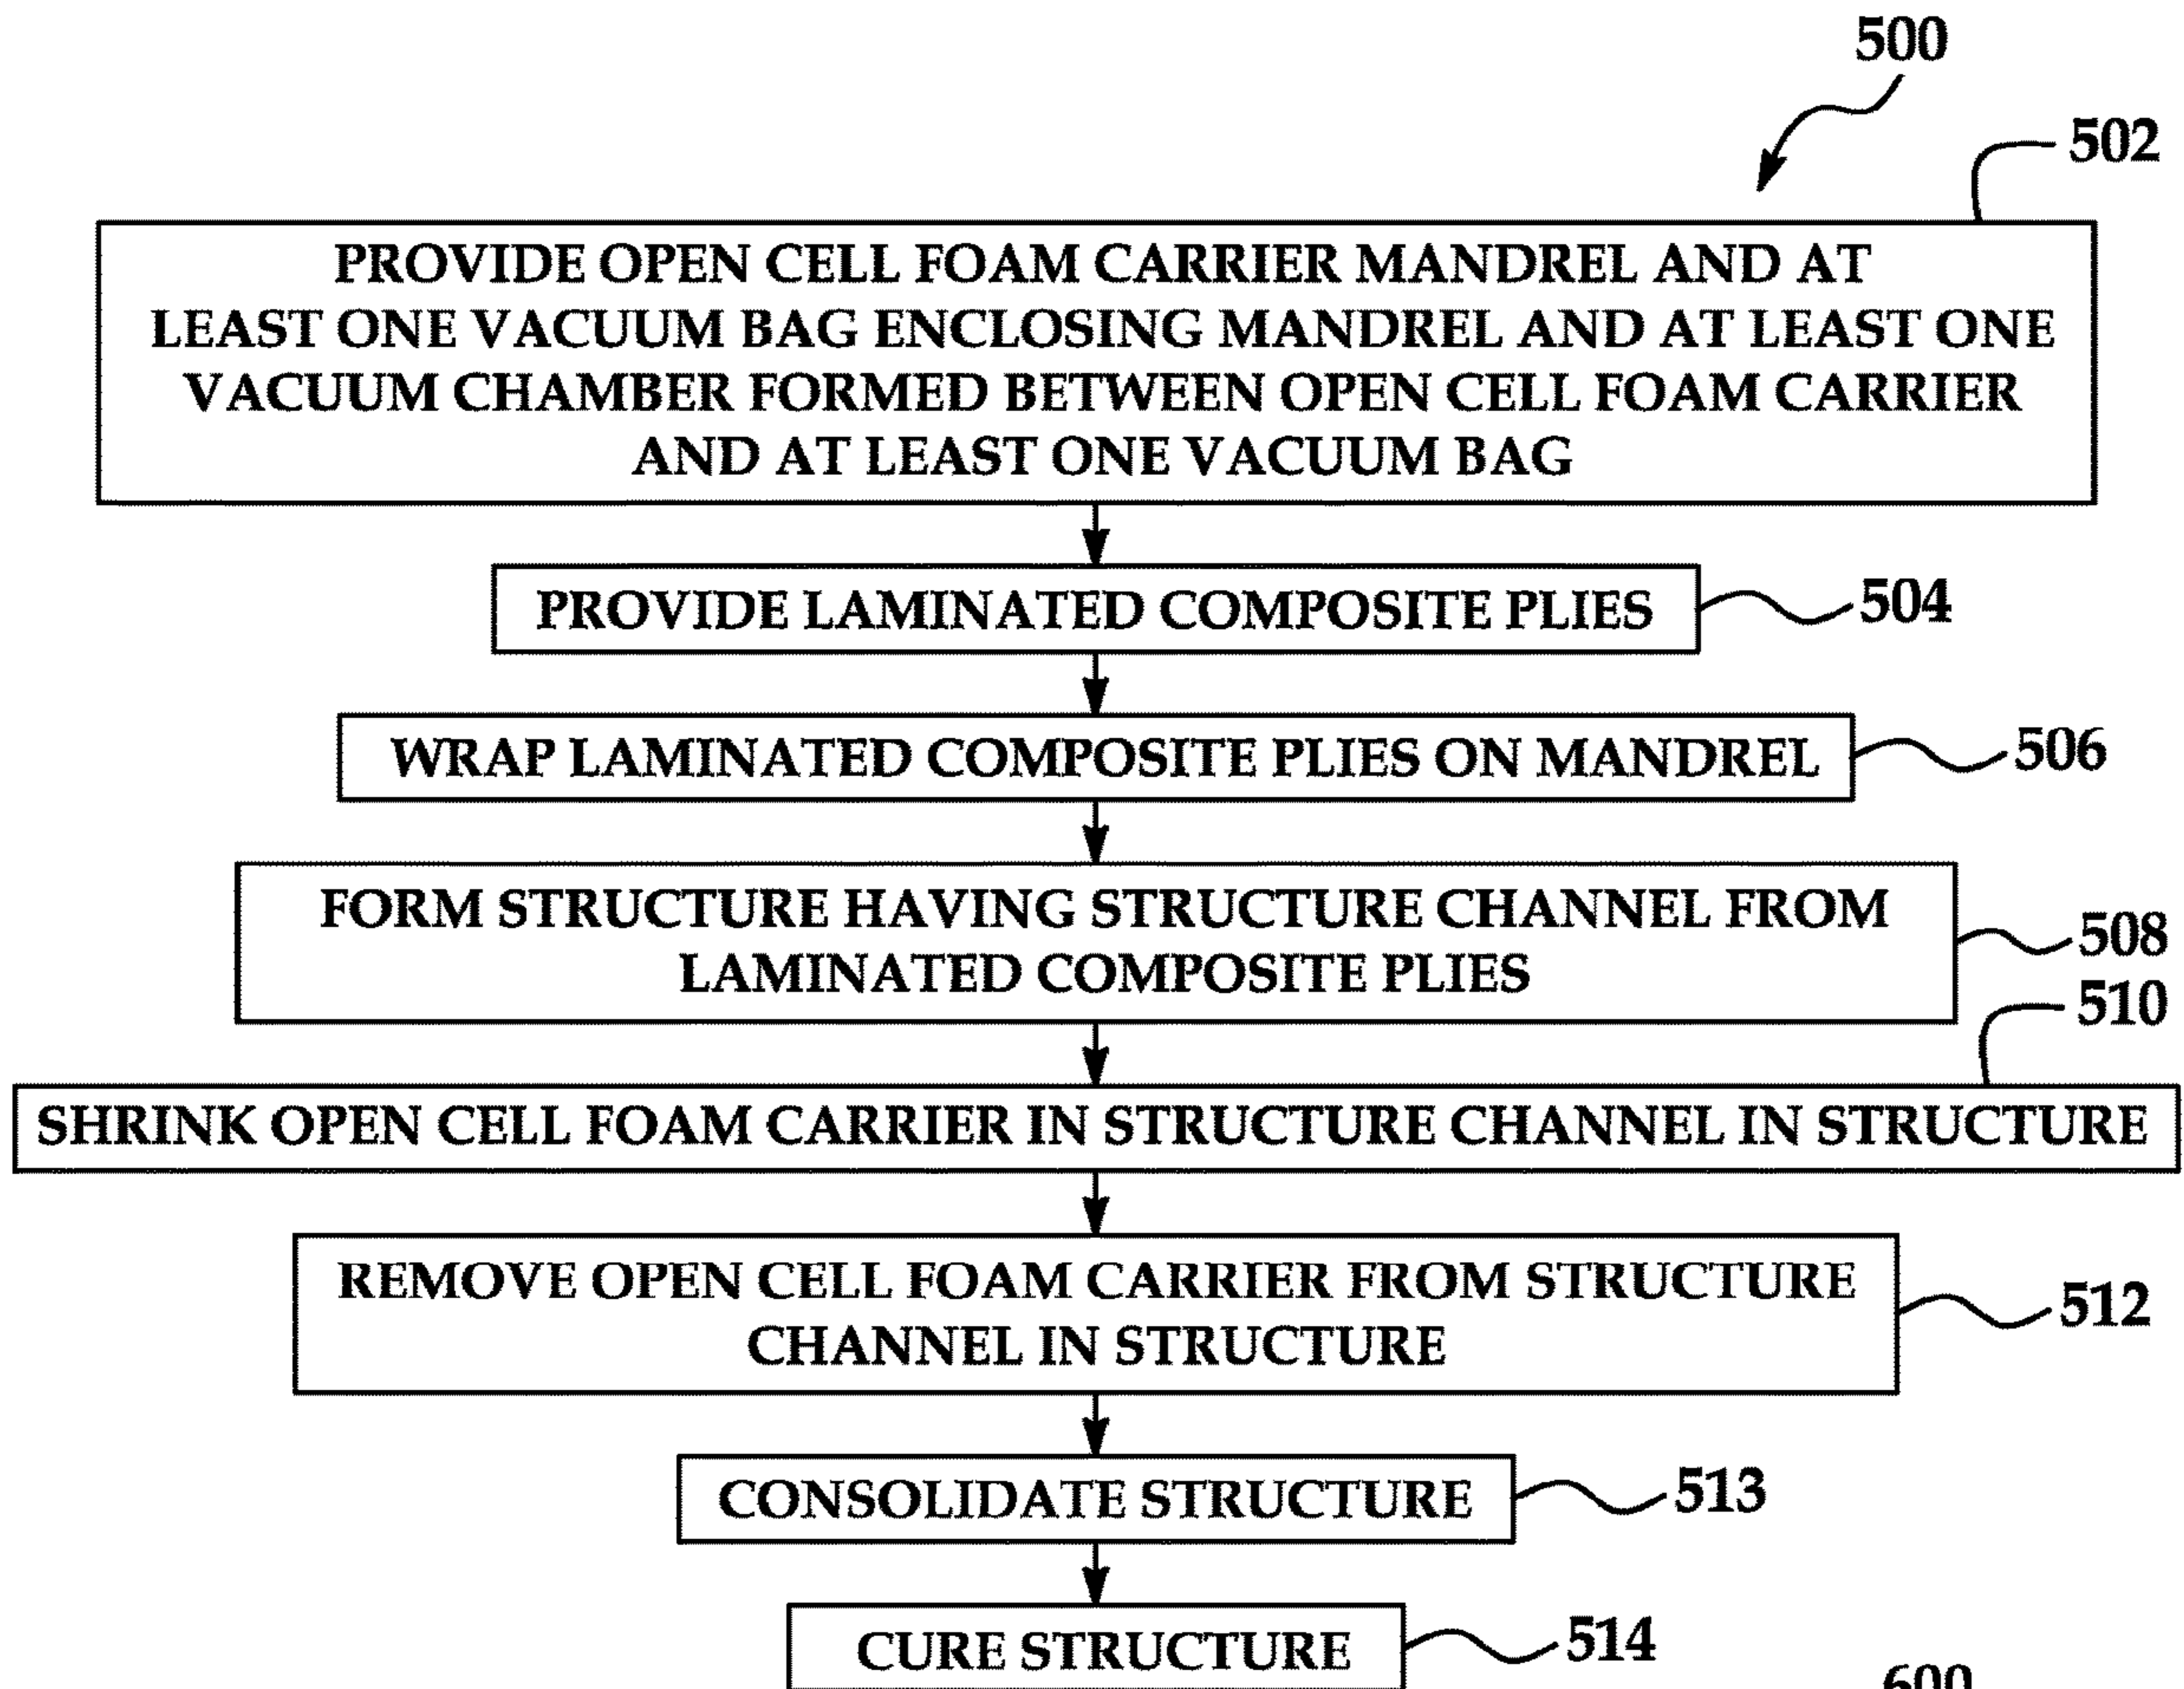 500
502
PROVIDE OPEN CELL FOAM CARRIER MANDREL AND AT
LEAST ONE VACUUM BAG ENCLOSING MANDREL AND AT LEAST ONE
VACUUM CHAMBER FORMED BETWEEN OPEN CELL FOAM CARRIER
AND AT LEAST ONE VACUUM BAG
PROVIDE LAMINATED COMPOSITE PLIES
504
WRAP LAMINATED COMPOSITE PLIES ON MANDREL
506
FORM STRUCTURE HAVING STRUCTURE CHANNEL FROM
LAMINATED COMPOSITE PLIES
508
510
SHRINK OPEN CELL FOAM CARRIER IN STRUCTURE CHANNEL IN STRUCTURE
REMOVE OPEN CELL FOAM CARRIER FROM STRUCTURE
CHANNEL IN STRUCTURE
512
CONSOLIDATE STRUCTURE
513
CURE STRUCTURE
514
600